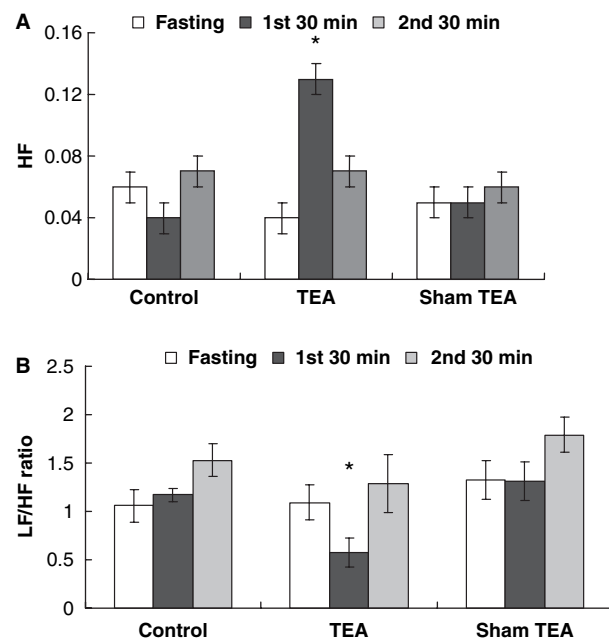 A
Fasting 1st 30 min 2nd 30 min
0.16
*
0.12
HF
0.08
0.04
0
Control TEA Sham TEA
B
Fasting 1st 30 min 2nd 30 min
2.5
2
*
1.5
LF/HF ratio
1
0.5
0
Control TEA Sham TEA